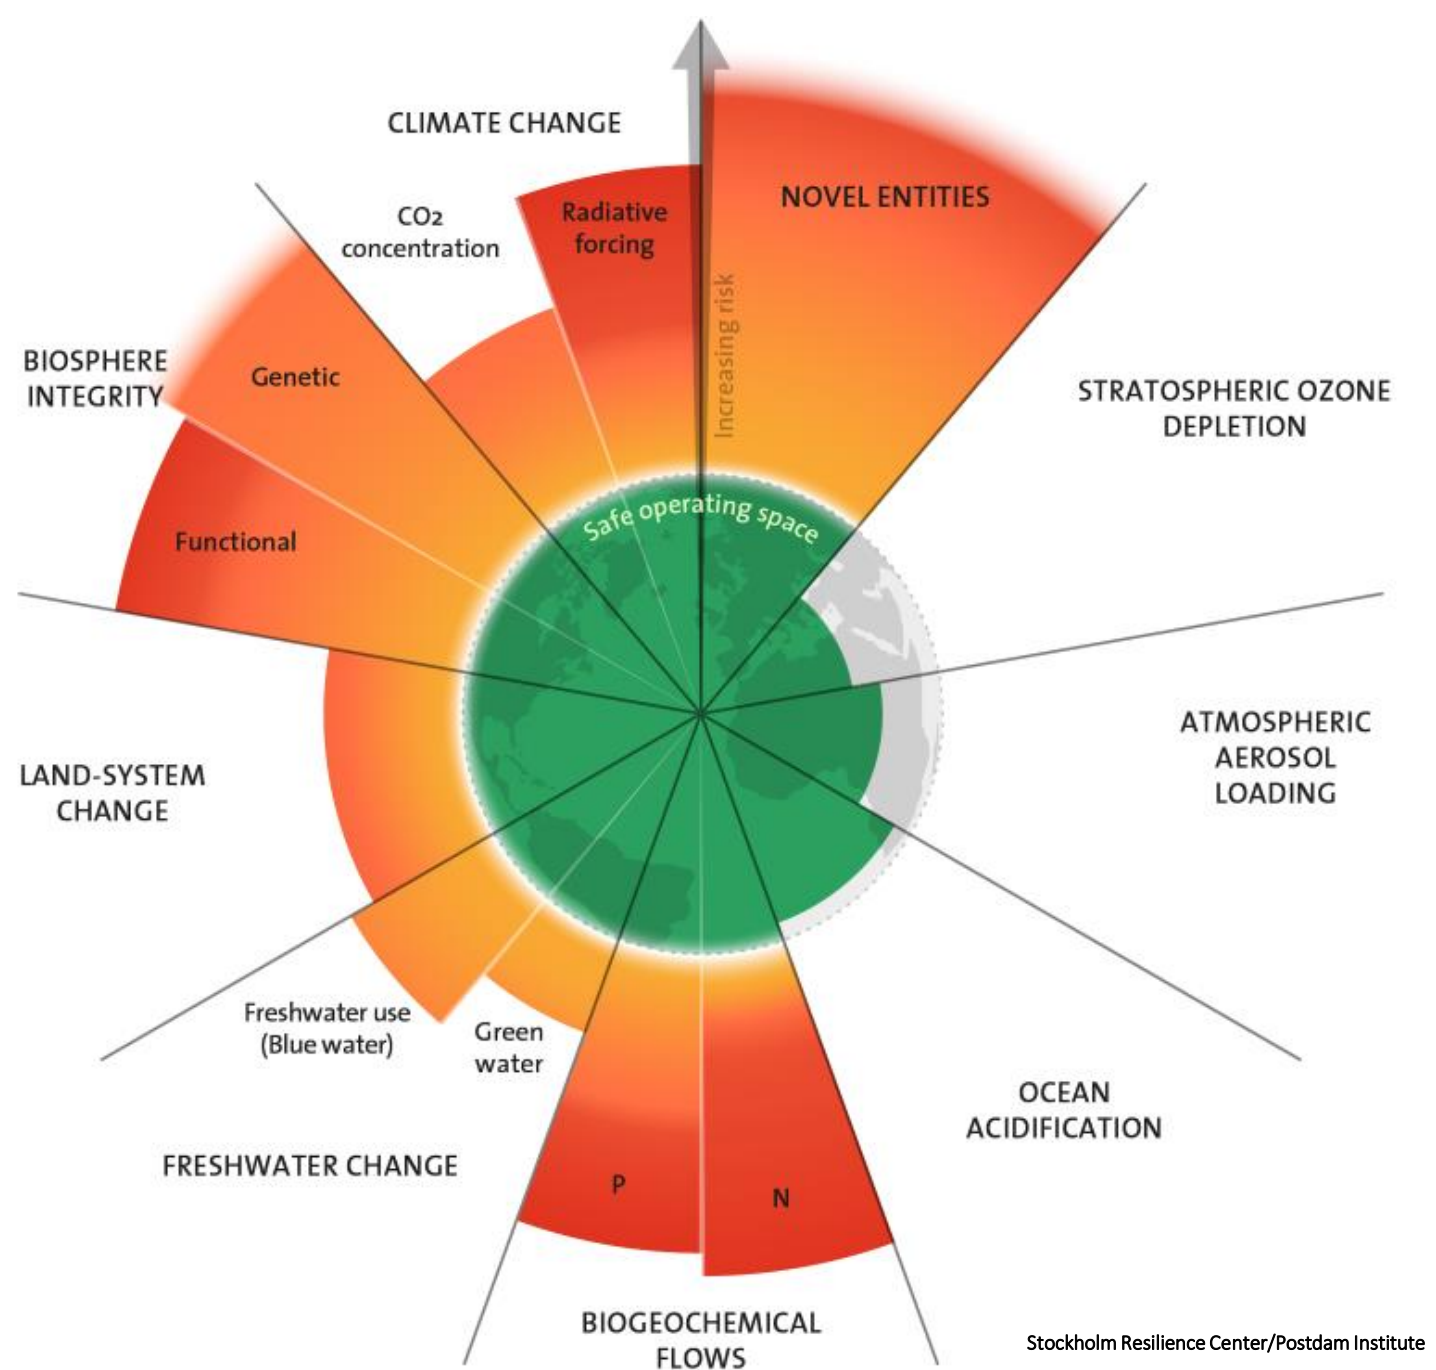 CLIMATE CHANGE
CO2
concentration
Radiative
forcing
NOVEL ENTITIES
Increasing risk
BIOSPHERE
INTEGRITY
Genetic
Functional
STRATOSPHERIC OZONE
DEPLETION
Safe operating space
ATMOSPHERIC
AEROSOL
LOADING
LAND-SYSTEM
CHANGE
Freshwater use
(Blue water)
Green
water
FRESHWATER CHANGE
OCEAN
ACIDIFICATION
P
N
BIOGEOCHEMICAL
FLOWS
Stockholm Resilience Center/Postdam Institute